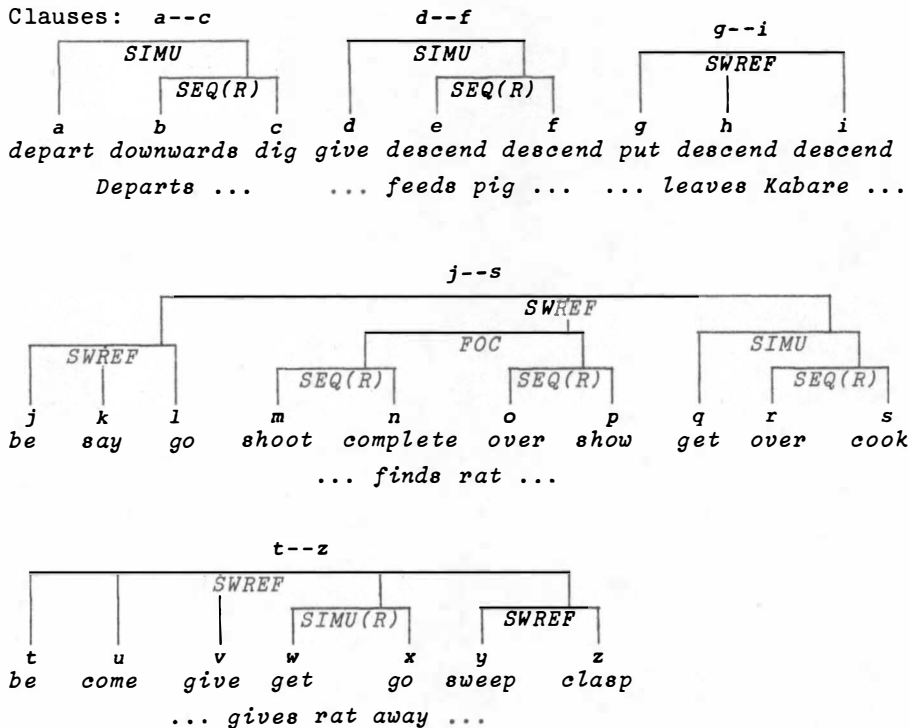 Clauses: a--c d--f g--i
SIMU SIMU SWREF
SEQ(R) SEQ(R)
a b c d e f g h i
depart downwards dig give descend descend put descend descend
Departs ... ... feeds pig ... ... leaves Kabare ...
j--s
SWREF
SWREF FOC SIMU
SEQ(R) SEQ(R) SEQ(R)
j k l m n o p q r s
be say go shoot complete over show get over cook
... finds rat ...
t--z
SWREF
SIMU(R) SWREF
t u v w x y z
be come give get go sweep clasp
... gives rat away ...